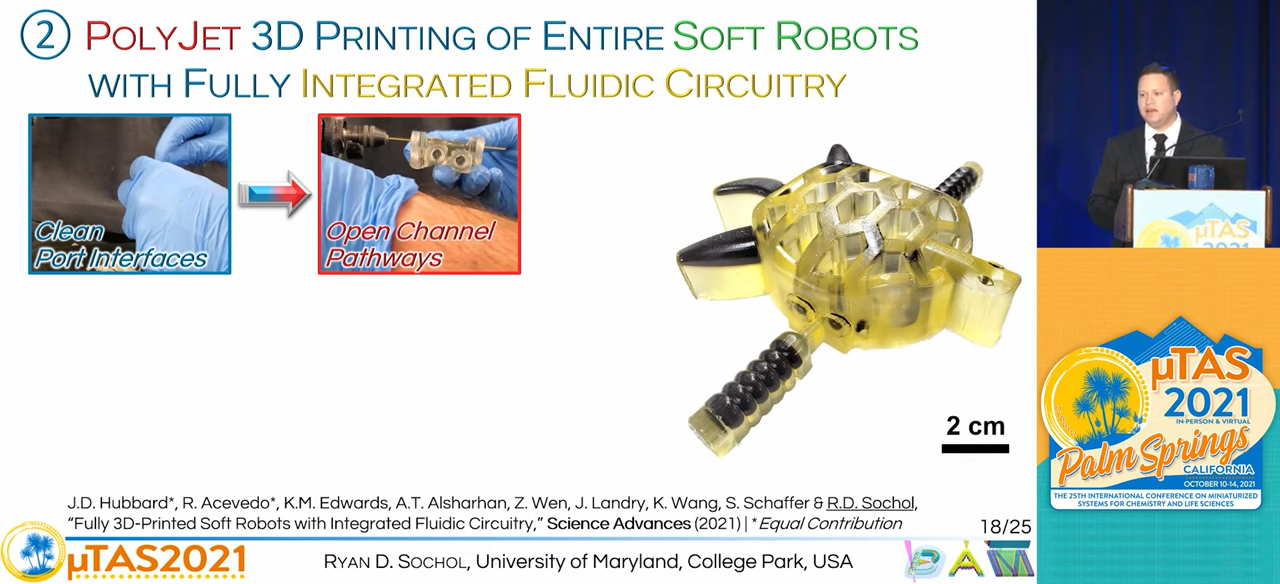 ② POLYJET 3D PRINTING OF ENTIRE SOFT ROBOTS
WITH FULLY INTEGRATED FLUIDIC CIRCUITRY
Clean
Port Interfaces
Open Channel
Pathways
2 cm
J.D. Hubbard*, R. Acevedo*, K.M. Edwards, A.T. Alsharhan, Z. Wen, J. Landry, K. Wang, S. Schaffer & R.D. Sochol,
“Fully 3D-Printed Soft Robots with Integrated Fluidic Circuitry,” Science Advances (2021) | *Equal Contribution
18/25
µTAS2021
RYAN D. SOCHOL, University of Maryland, College Park, USA
BAM
µTAS
2021
µTAS
2021
IN-PERSON & VIRTUAL
Palm Springs
CALIFORNIA
OCTOBER 10-14, 2021
THE 25TH INTERNATIONAL CONFERENCE ON MINIATURIZED
SYSTEMS FOR CHEMISTRY AND LIFE SCIENCES